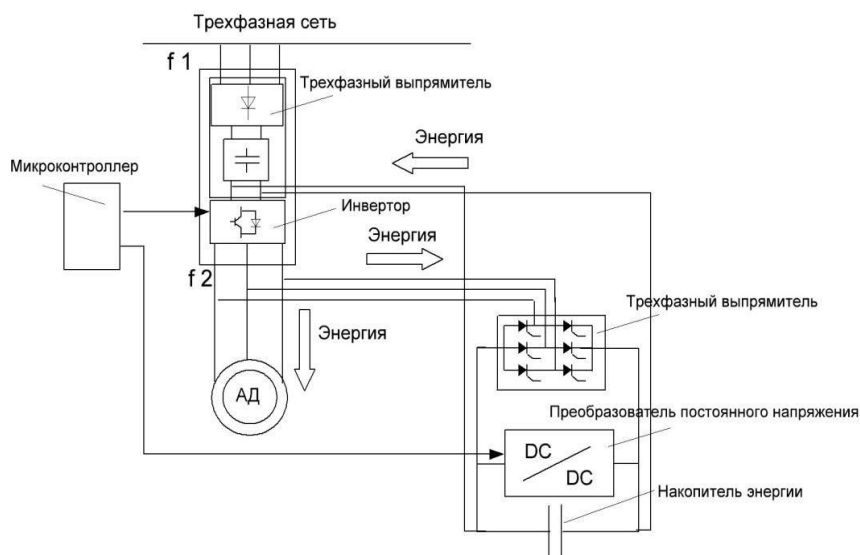 Трехфазная сеть
f 1
Трехфазный выпрямитель
Энергия
Микроконтроллер
Инвертор
Энергия
f 2
Трехфазный выпрямитель
Энергия
АД
Преобразователь постоянного напряжения
DC
DC
Накопитель энергии